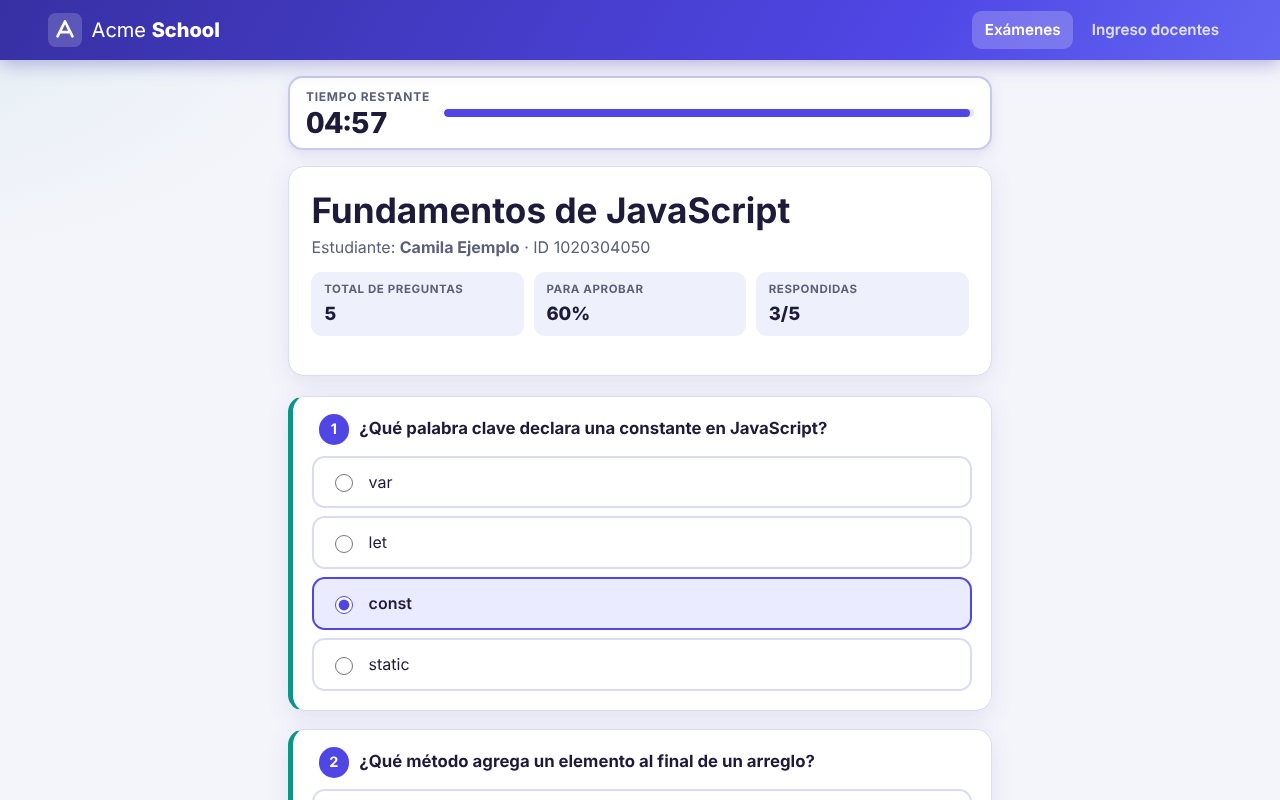 Acme School
Exámenes
Ingreso docentes
TIEMPO RESTANTE
04:57
Fundamentos de JavaScript
Estudiante: Camila Ejemplo · ID 1020304050
TOTAL DE PREGUNTAS
5
PARA APROBAR
60%
RESPONDIDAS
3/5
1 ¿Qué palabra clave declara una constante en JavaScript?
var
let
const
static
2 ¿Qué método agrega un elemento al final de un arreglo?